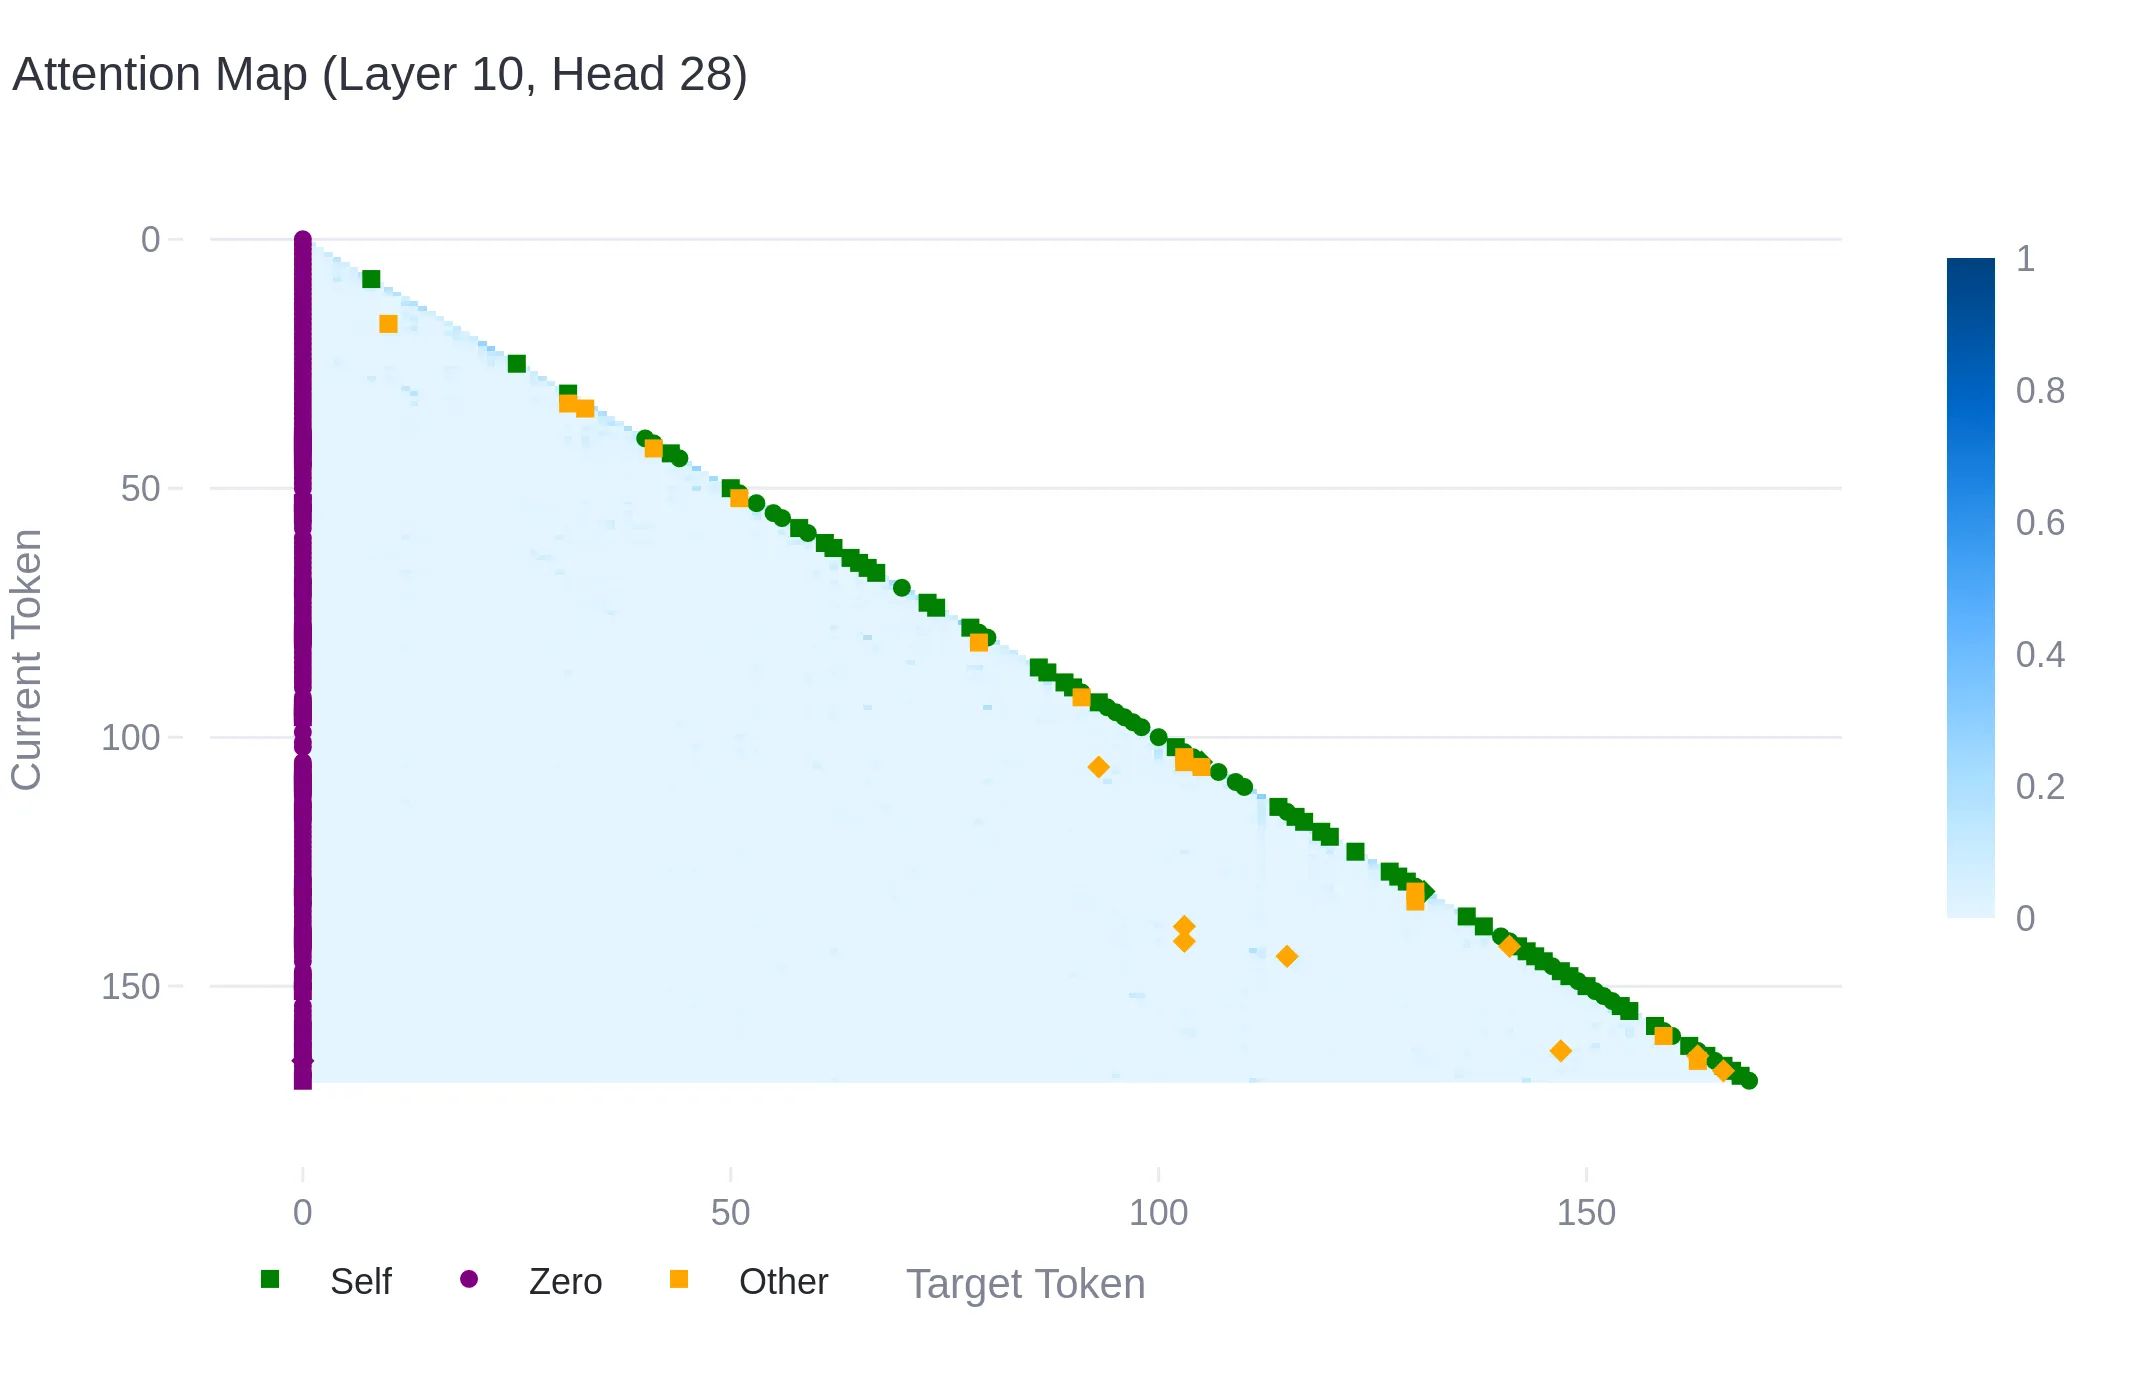 Attention Map (Layer 10, Head 28)
0
50
100
150
Current Token
0
50
100
150
Target Token
Self
Zero
Other
1
0.8
0.6
0.4
0.2
0